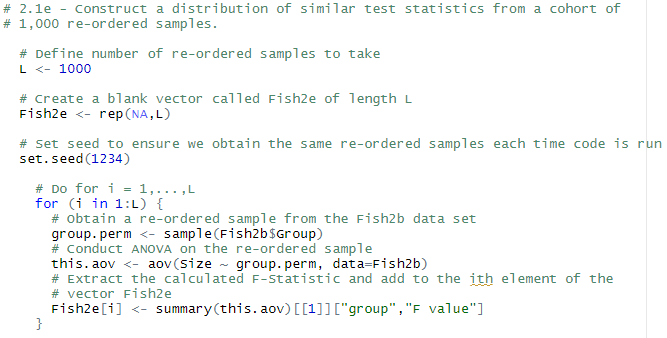 # 2.1e - Construct a distribution of similar test statistics from a cohort of
# 1,000 re-ordered samples.
# Define number of re-ordered samples to take
L <- 1000
# Create a blank vector called Fish2e of length L
Fish2e <- rep(NA,L)
# Set seed to ensure we obtain the same re-ordered samples each time code is run
set.seed(1234)
# Do for i = 1,...,L
for (i in 1:L) {
# Obtain a re-ordered sample from the Fish2b data set
group.perm <- sample(Fish2b$Group)
# Conduct ANOVA on the re-ordered sample
this.aov <- aov(Size ~ group.perm, data=Fish2b)
# Extract the calculated F-Statistic and add to the ith element of the
# vector Fish2e
Fish2e[i] <- summary(this.aov)[[1]]["group","F value"]
}